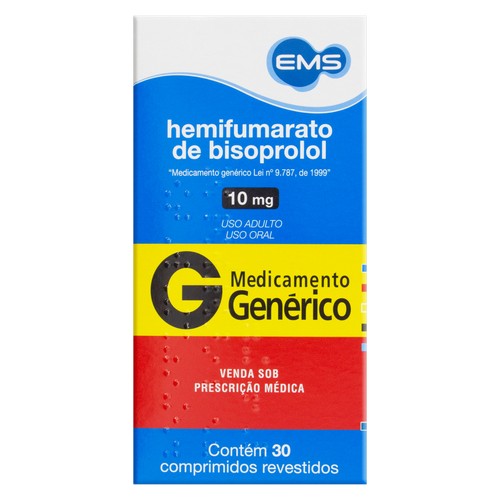 EMS
hemifumarato
de bisoprolol
"Medicamento genérico Lei nº 9.787, de 1999"
10 mg
USO ADULTO
USO ORAL
G Medicamento
Genérico
VENDA SOB
PRESCRIÇÃO MÉDICA
Contém 30
comprimidos revestidos